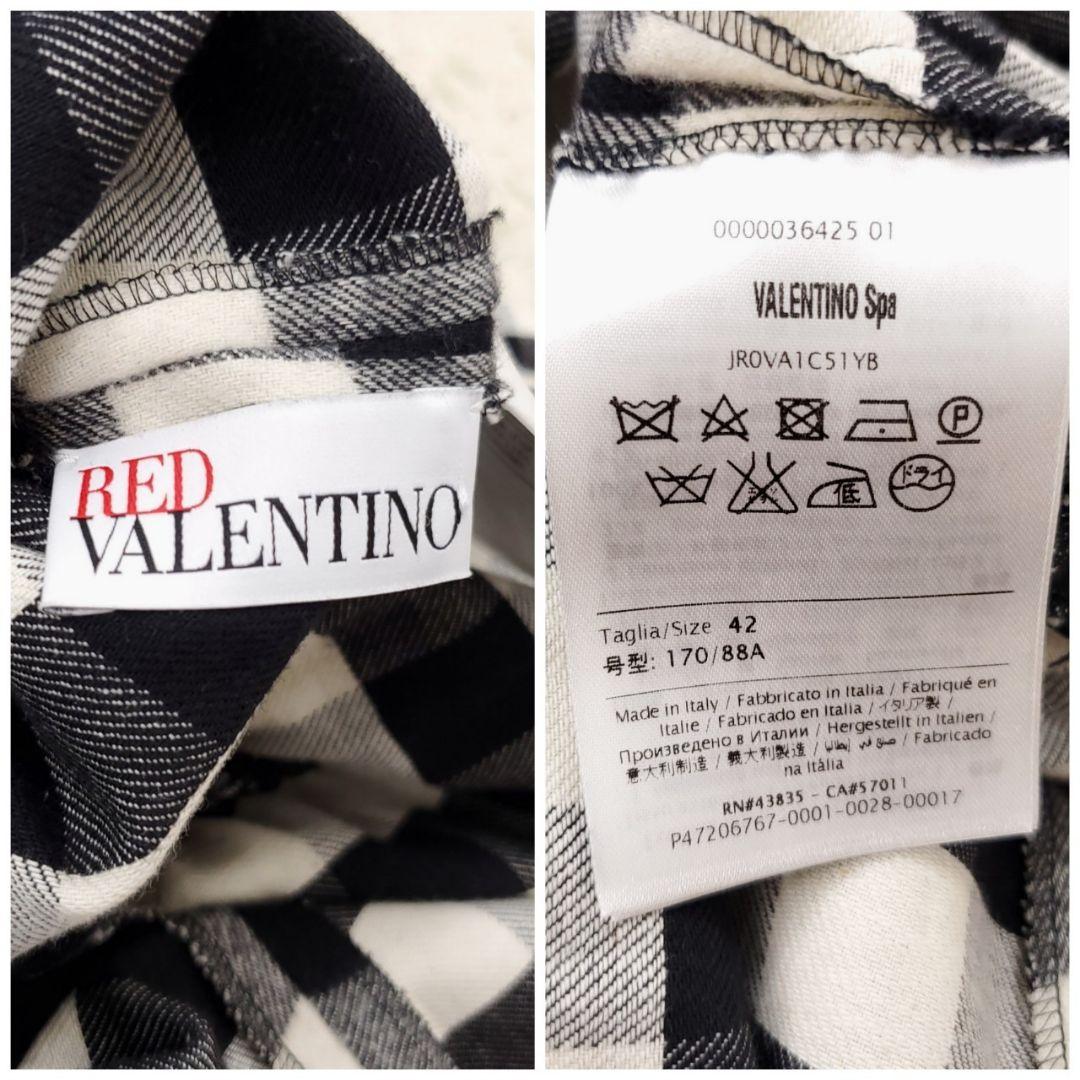 RED
VALENTINO
0000036425 01
VALENTINO Spa
JR0VA1C51YB
P
エンソ
低
ドライ
Taglia/Size 42
号型: 170/88A
Made in Italy / Fabbricato in Italia / Fabriqué en
Italie / Fabricado en Italia / イタリア製 /
Произведено в Италии / Hergestellt in Italien /
意大利制造 / 義大利製造 / صنع في إيطاليا / Fabricado
na Itália
RN#43835 - CA#57011
P47206767-0001-0028-00017